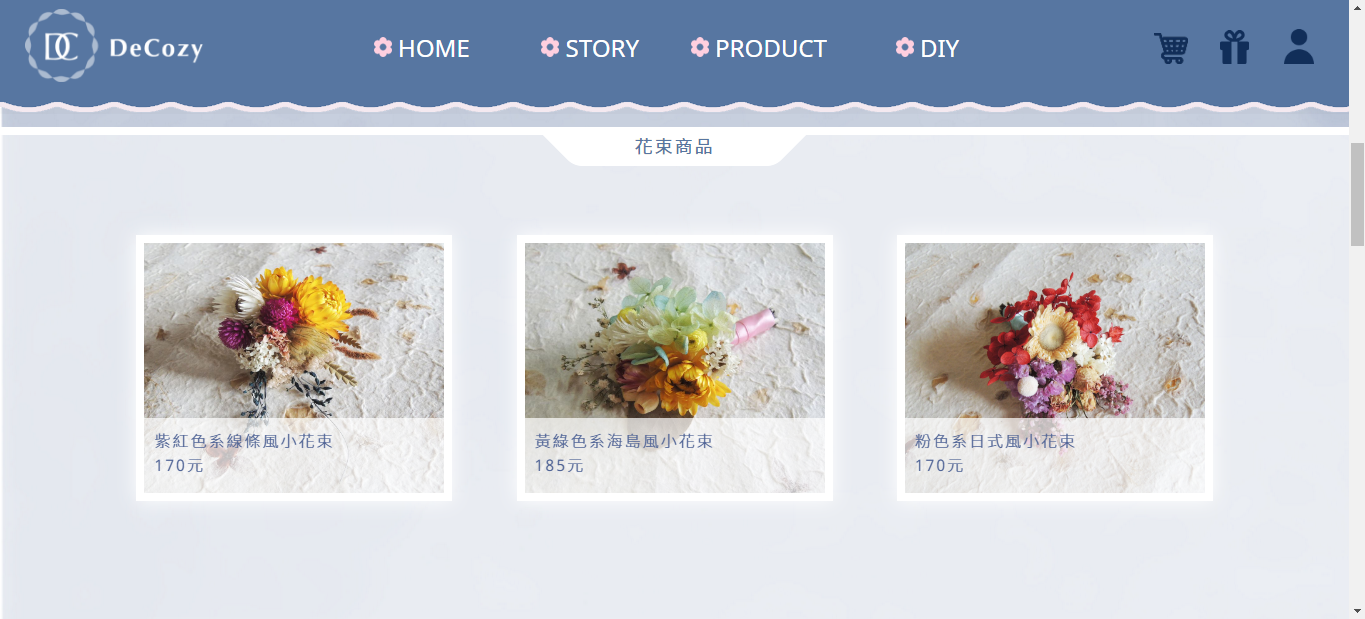 DC DeCozy
HOME STORY PRODUCT DIY
花束商品
紫紅色系線條風小花束
170元
黃綠色系海島風小花束
185元
粉色系日式風小花束
170元